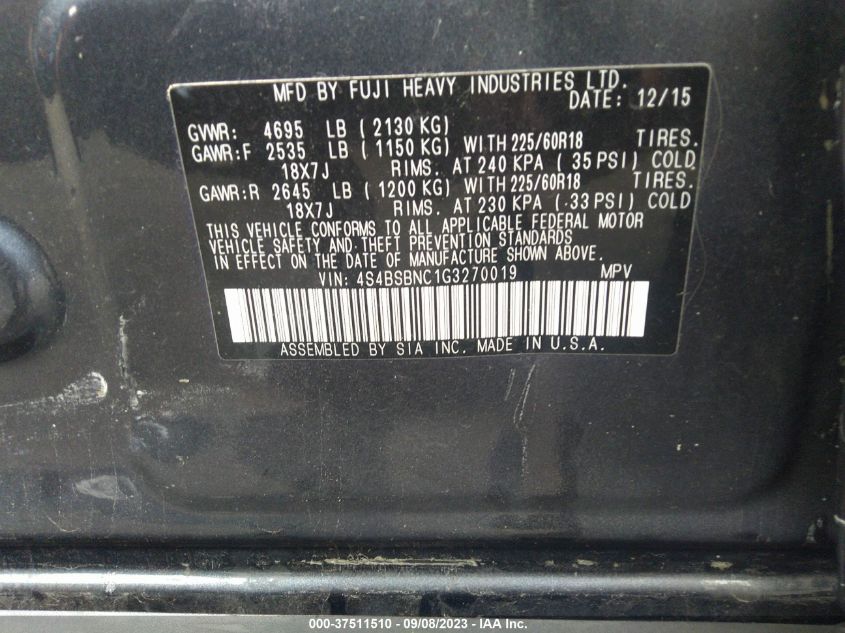 MFD BY FUJI HEAVY INDUSTRIES LTD.
DATE: 12/15
GVWR: 4695 LB ( 2130 KG)
GAWR:F 2535 LB ( 1150 KG) WITH 225/60R18 TIRES.
18X7J RIMS. AT 240 KPA ( 35 PSI) COLD
GAWR:R 2645 LB ( 1200 KG) WITH 225/60R18 TIRES.
18X7J RIMS. AT 230 KPA ( 33 PSI) COLD
THIS VEHICLE CONFORMS TO ALL APPLICABLE FEDERAL MOTOR
VEHICLE SAFETY AND THEFT PREVENTION STANDARDS
IN EFFECT ON THE DATE OF MANUFACTURE SHOWN ABOVE.
VIN: 4S4BSBNC1G3270019 MPV
ASSEMBLED BY SIA INC. MADE IN U.S.A.
000-37511510 - 09/08/2023 - IAA Inc.